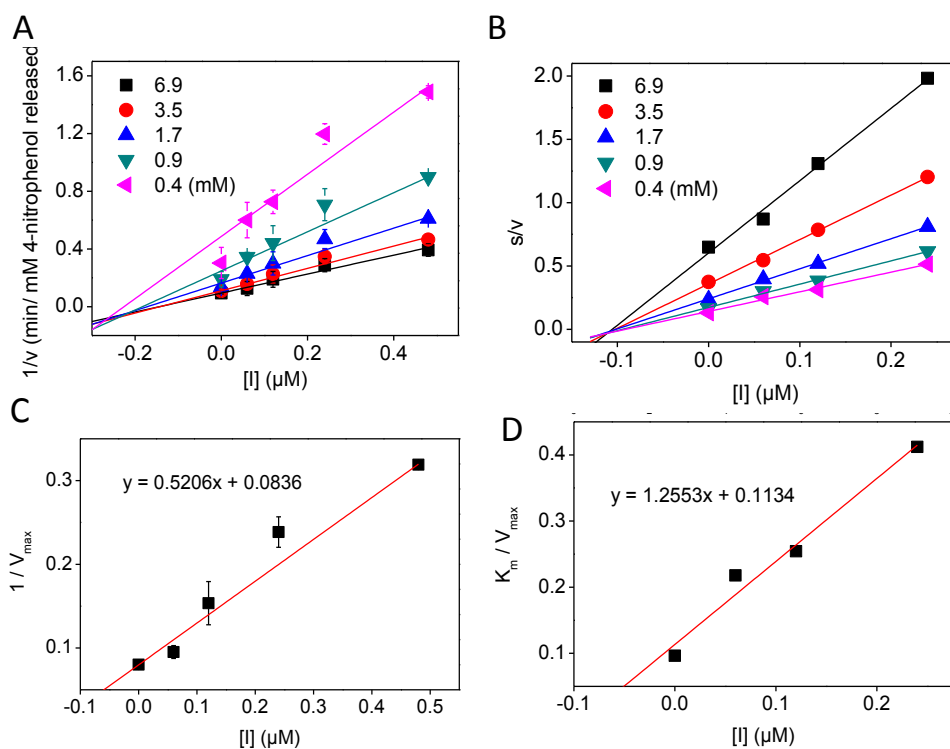 A
1/v (min/ mM 4-nitrophenol released)
1.6
1.2
0.8
0.4
0.0
6.9
3.5
1.7
0.9
0.4 (mM)
-0.2
0.0
0.2
0.4
[I] (µM)
B
s/v
2.0
1.5
1.0
0.5
0.0
6.9
3.5
1.7
0.9
0.4 (mM)
-0.1
0.0
0.1
0.2
[I] (µM)
C
1 / Vmax
0.3
0.2
0.1
y = 0.5206x + 0.0836
-0.1
0.0
0.1
0.2
0.3
0.4
0.5
[I] (µM)
D
Km / Vmax
0.4
0.3
0.2
0.1
y = 1.2553x + 0.1134
-0.1
0.0
0.1
0.2
[I] (µM)